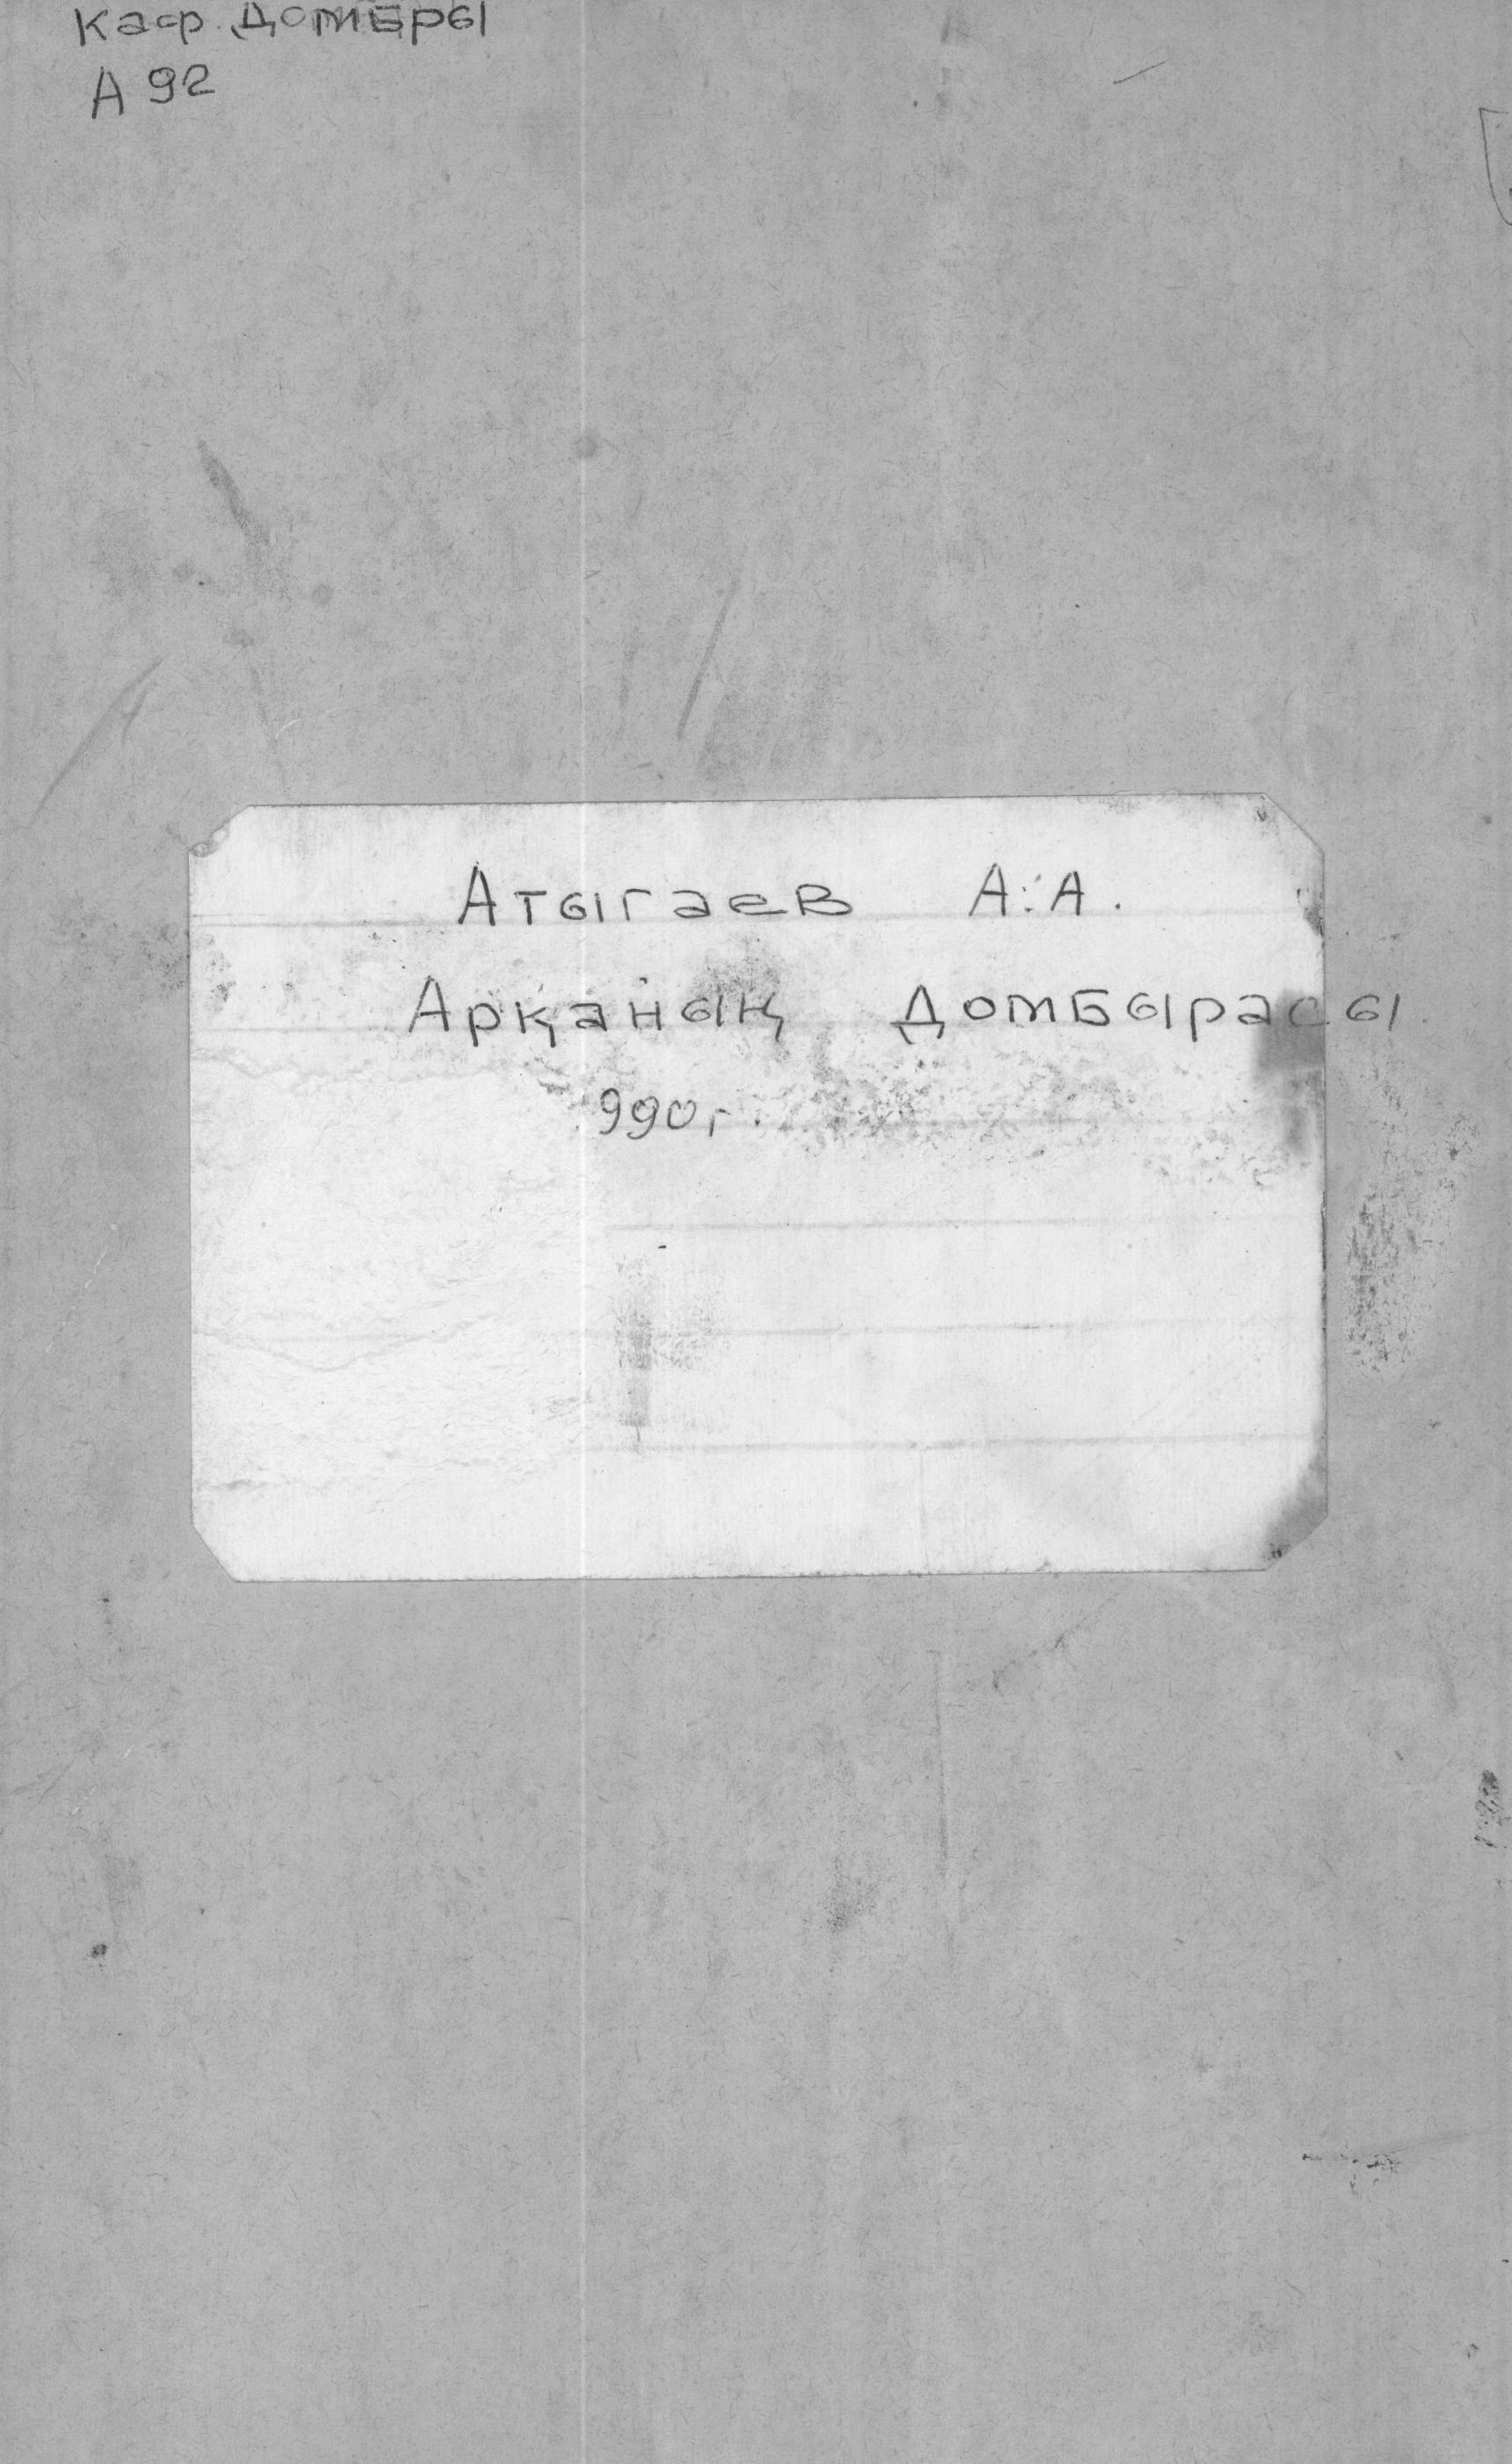 Каф. Домбры
А 92
Атыгаев А.А.
Арқаның домбырасы
990г.